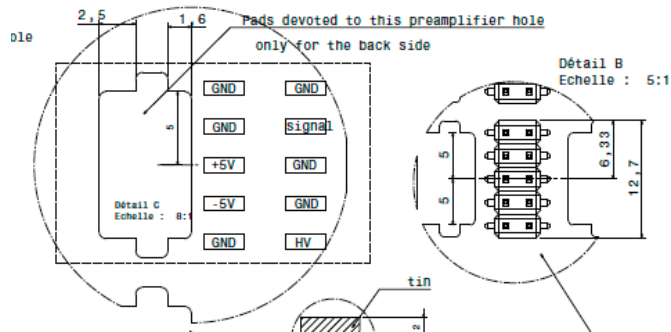 ole
2,5
1,6
Pads devoted to this preamplifier hole
only for the back side
GND
GND
GND
signal
5
+5V
GND
-5V
GND
GND
HV
Détail C
Echelle : 8:1
Détail B
Echelle : 5:1
5
5
6,33
12,7
tin
2